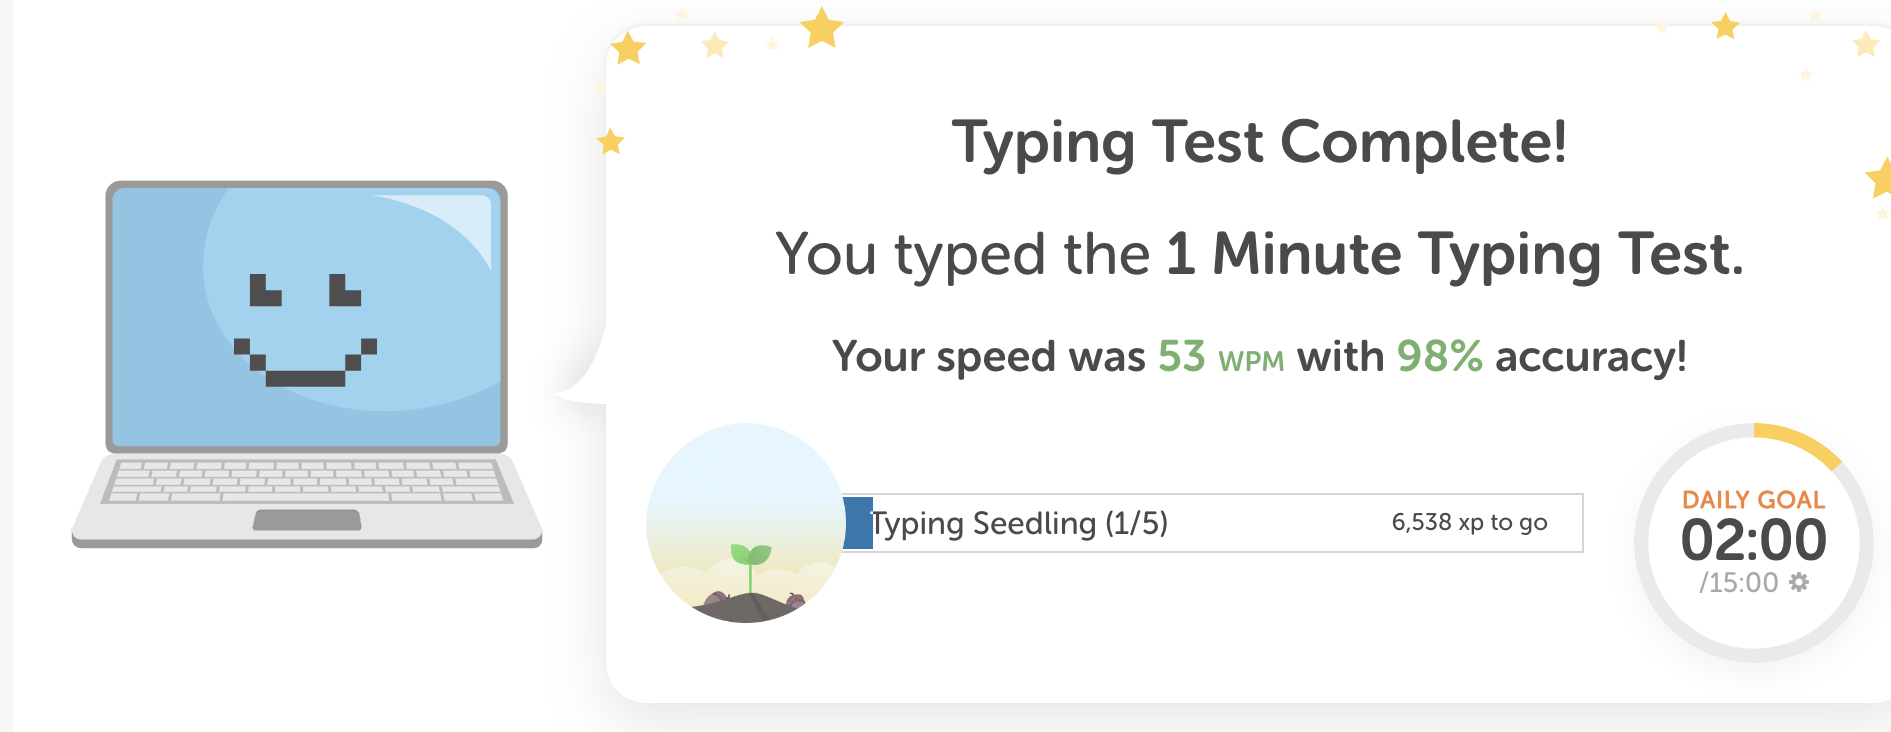 Typing Test Complete!
You typed the 1 Minute Typing Test.
Your speed was 53 WPM with 98% accuracy!
Typing Seedling (1/5)
6,538 xp to go
DAILY GOAL
02:00
/15:00